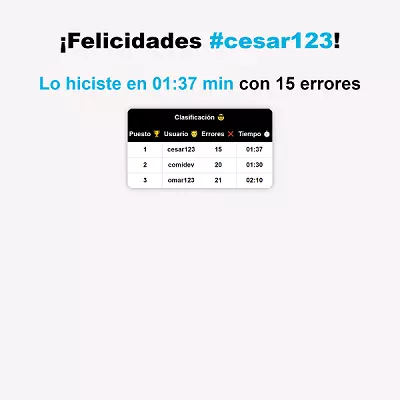 ¡Felicidades #cesar123!
Lo hiciste en 01:37 min con 15 errores
Clasificación 😎
Puesto 🏆 Usuario 🤴 Errores ❌ Tiempo ⏱
1 cesar123 15 01:37
2 comidev 20 01:30
3 omar123 21 02:10